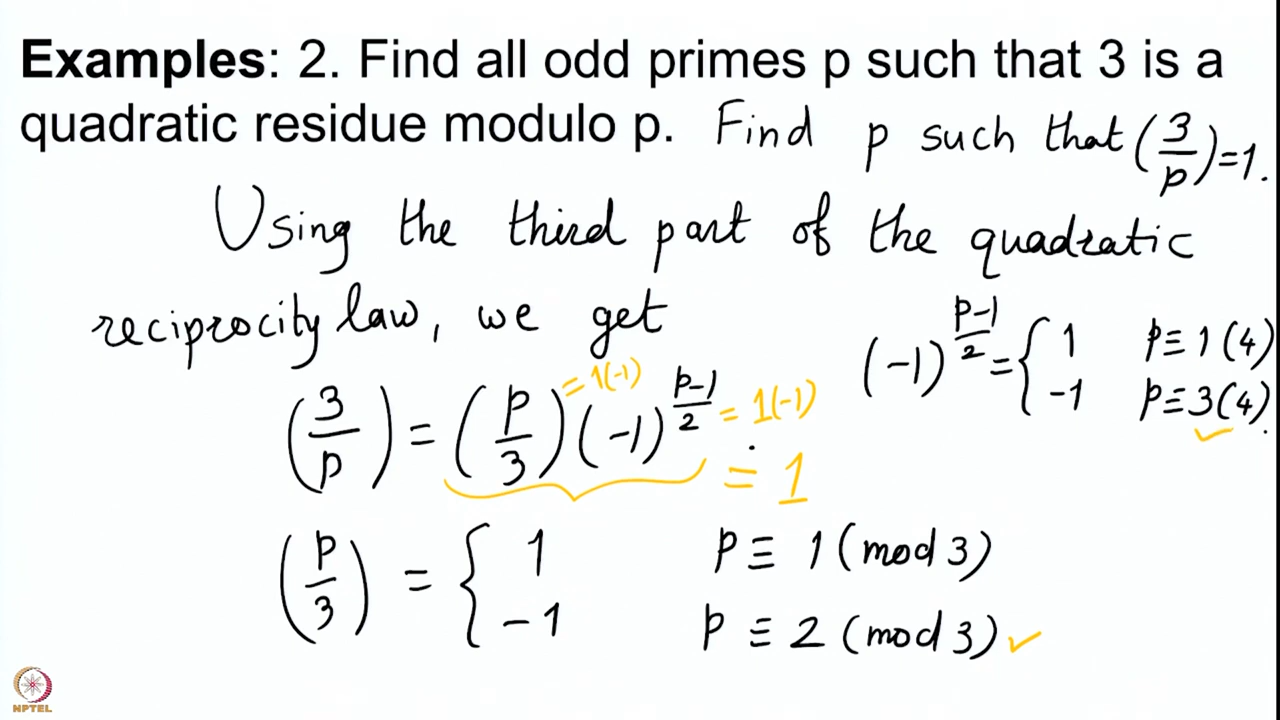 Examples: 2. Find all odd primes p such that 3 is a
quadratic residue modulo p. Find p such that (3/p)=1.
Using the third part of the quadratic
reciprocity law, we get
(-1)^{p-1/2} = { 1 p≡1(4)
-1 p≡3(4). ✓
(3/p) = (p/3) (-1)^{p-1/2} = 1
= 1(-1) = 1(-1)
(p/3) = { 1 p ≡ 1 (mod 3)
-1 p ≡ 2 (mod 3) ✓
NPTEL